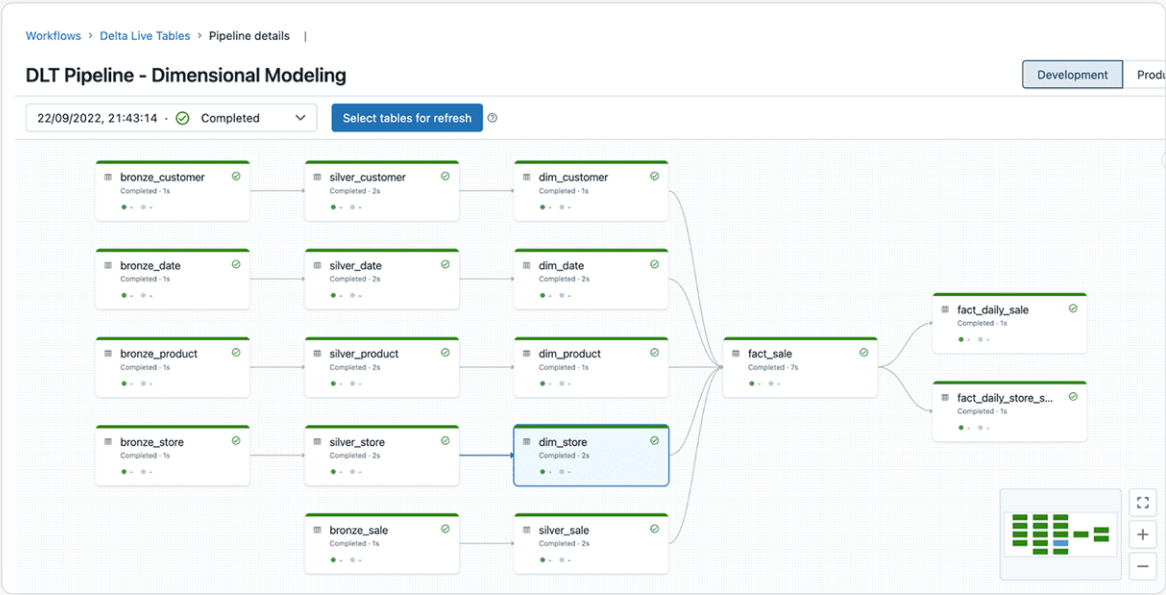 Workflows > Delta Live Tables > Pipeline details |
DLT Pipeline - Dimensional Modeling
Development
Produ
22/09/2022, 21:43:14 · Completed
Select tables for refresh
bronze_customer
Completed · 1s
silver_customer
Completed · 2s
dim_customer
Completed · 1s
bronze_date
Completed · 1s
silver_date
Completed · 2s
dim_date
Completed · 2s
fact_daily_sale
Completed · 1s
bronze_product
Completed · 1s
silver_product
Completed · 2s
dim_product
Completed · 1s
fact_sale
Completed · 7s
fact_daily_store_s...
Completed · 1s
bronze_store
Completed · 1s
silver_store
Completed · 2s
dim_store
Completed · 2s
bronze_sale
Completed · 1s
silver_sale
Completed · 2s